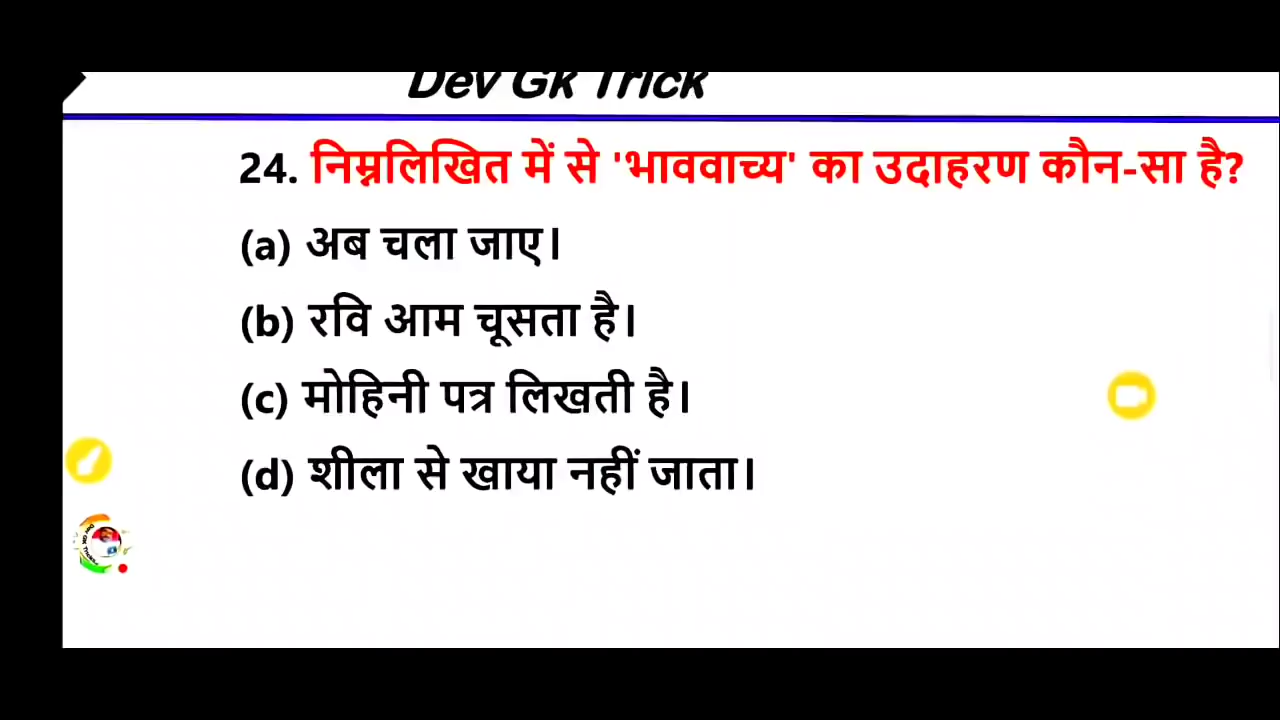 Dev Gk Trick
24. निम्नलिखित में से 'भाववाच्य' का उदाहरण कौन-सा है?
(a) अब चला जाए।
(b) रवि आम चूसता है।
(c) मोहिनी पत्र लिखती है।
(d) शीला से खाया नहीं जाता।